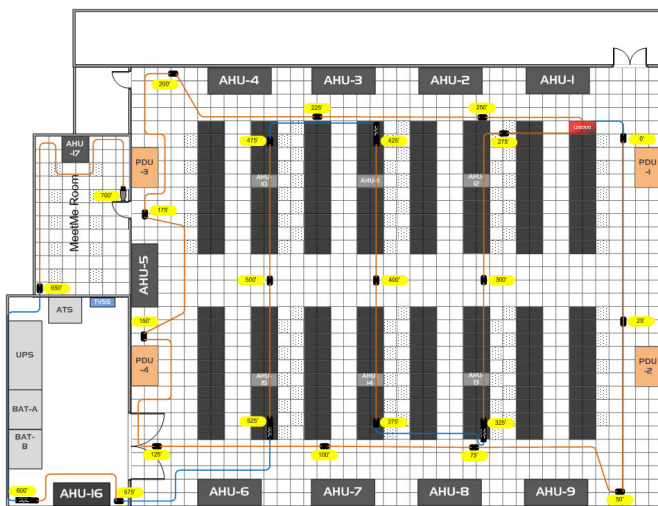 AHU-4
AHU-3
AHU-2
AHU-1
200'
225'
250'
0'
475'
425'
275'
AHU
-17
PDU
-3
PDU
-1
MeetMe Room
AHU-
10
AHU-
12
700'
175'
AHU-5
650'
500'
400'
300'
ATS
TVSS
150'
25'
UPS
PDU
-4
PDU
-2
AHU-
15
AHU-
14
AHU-
13
BAT-A
BAT-
B
525'
375'
325'
125'
100'
75'
600'
AHU-16
575'
AHU-6
AHU-7
AHU-8
AHU-9
50'